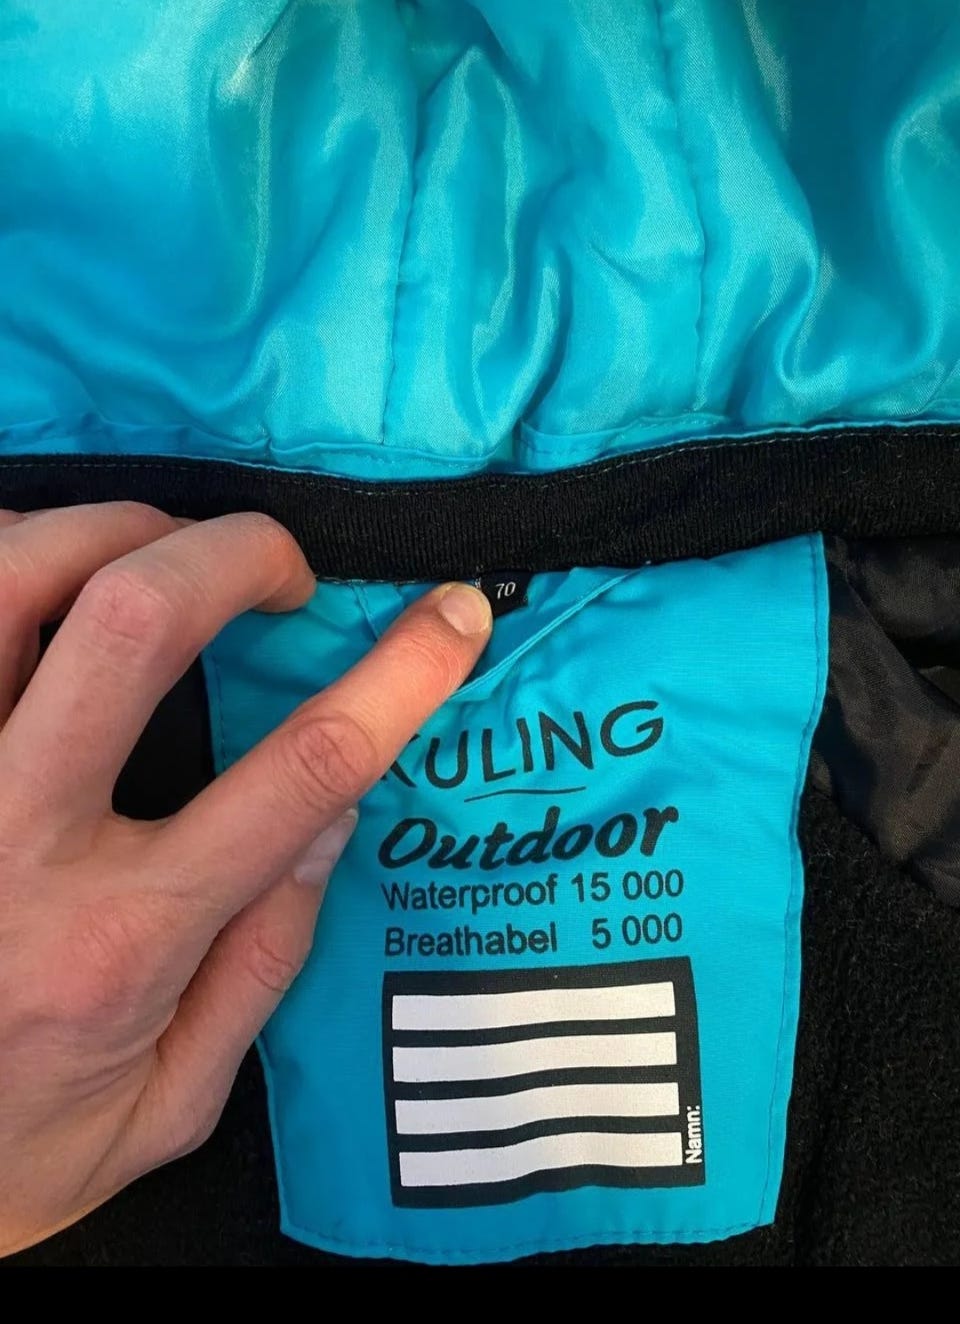 70
KULING
Outdoor
Waterproof 15 000
Breathabel 5 000
Namn: